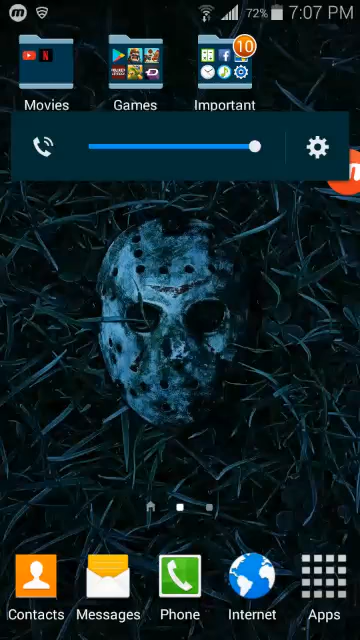 72% 7:07 PM
10
Movies Games Important
Contacts Messages Phone Internet Apps